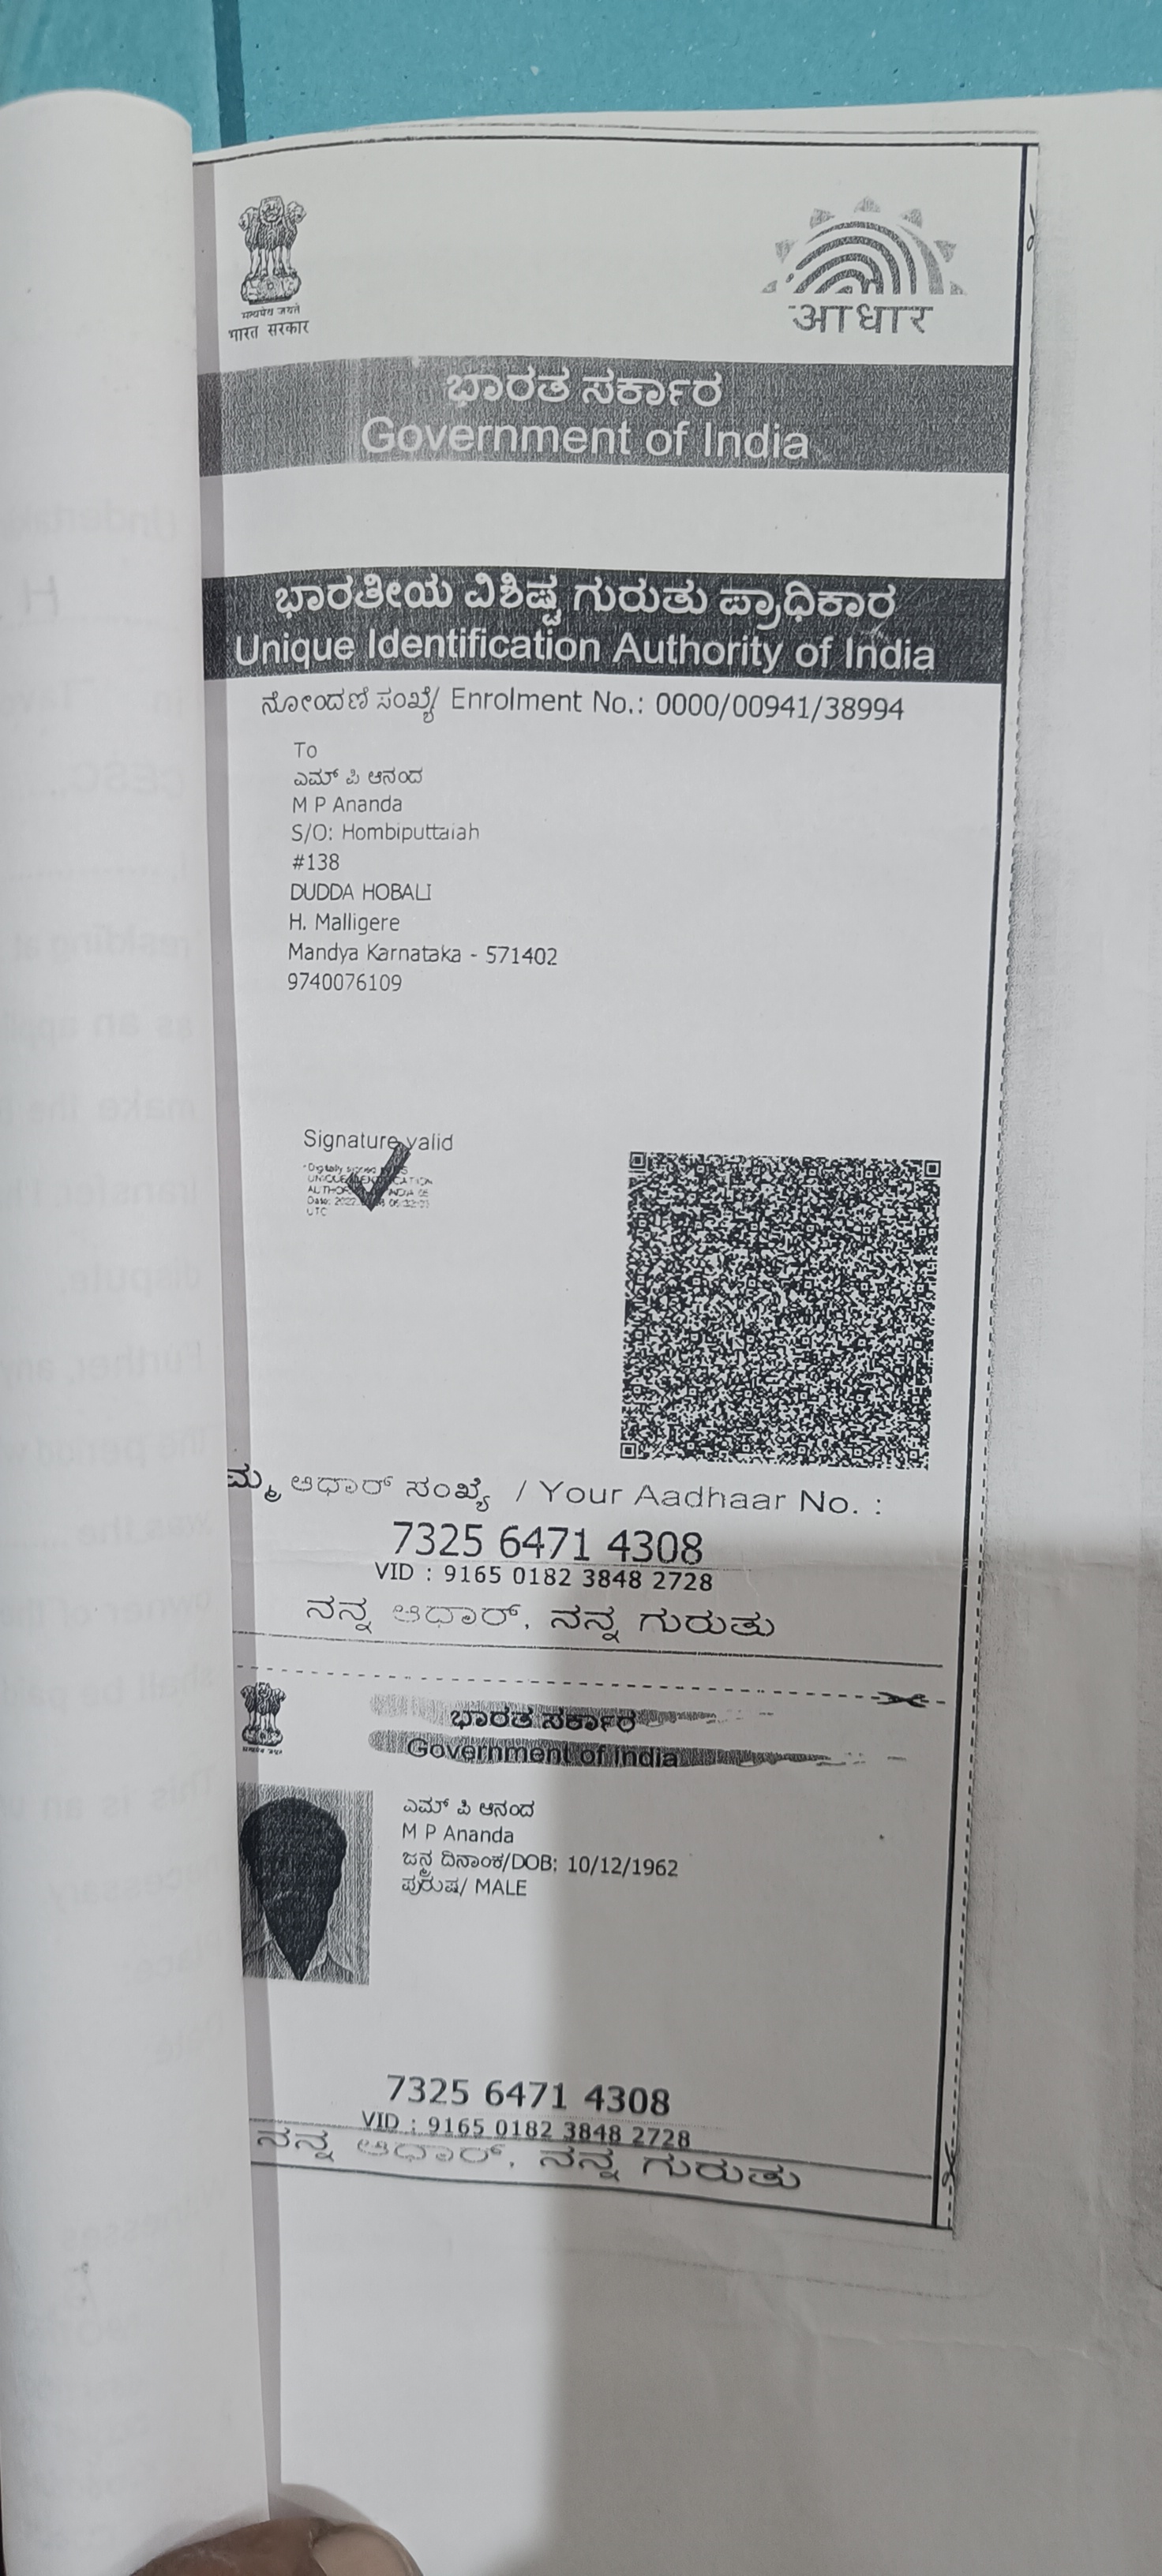 सत्यमेव जयते
भारत सरकार
आधार
ಭಾರತ ಸರ್ಕಾರ
Government of India
ಭಾರತೀಯ ವಿಶಿಷ್ಟ ಗುರುತು ಪ್ರಾಧಿಕಾರ
Unique Identification Authority of India
ನೋಂದಣಿ ಸಂಖ್ಯೆ/ Enrolment No.: 0000/00941/38994
To
ಎಮ್ ಪಿ ಆನಂದ
M P Ananda
S/O: Hombiputtaiah
#138
DUDDA HOBALI
H. Malligere
Mandya Karnataka - 571402
9740076109
Signature valid
Digitally signed
UTC
ಮ್ಮ ಆಧಾರ್ ಸಂಖ್ಯೆ / Your Aadhaar No. :
7325 6471 4308
VID : 9165 0182 3848 2728
ನನ್ನ ಆಧಾರ್, ನನ್ನ ಗುರುತು
ಭಾರತ ಸರ್ಕಾರ
Government of India
ಎಮ್ ಪಿ ಆನಂದ
M P Ananda
ಜನ್ಮ ದಿನಾಂಕ/DOB: 10/12/1962
ಪುರುಷ/ MALE
7325 6471 4308
VID : 9165 0182 3848 2728
ನನ್ನ ಆಧಾರ್, ನನ್ನ ಗುರುತು